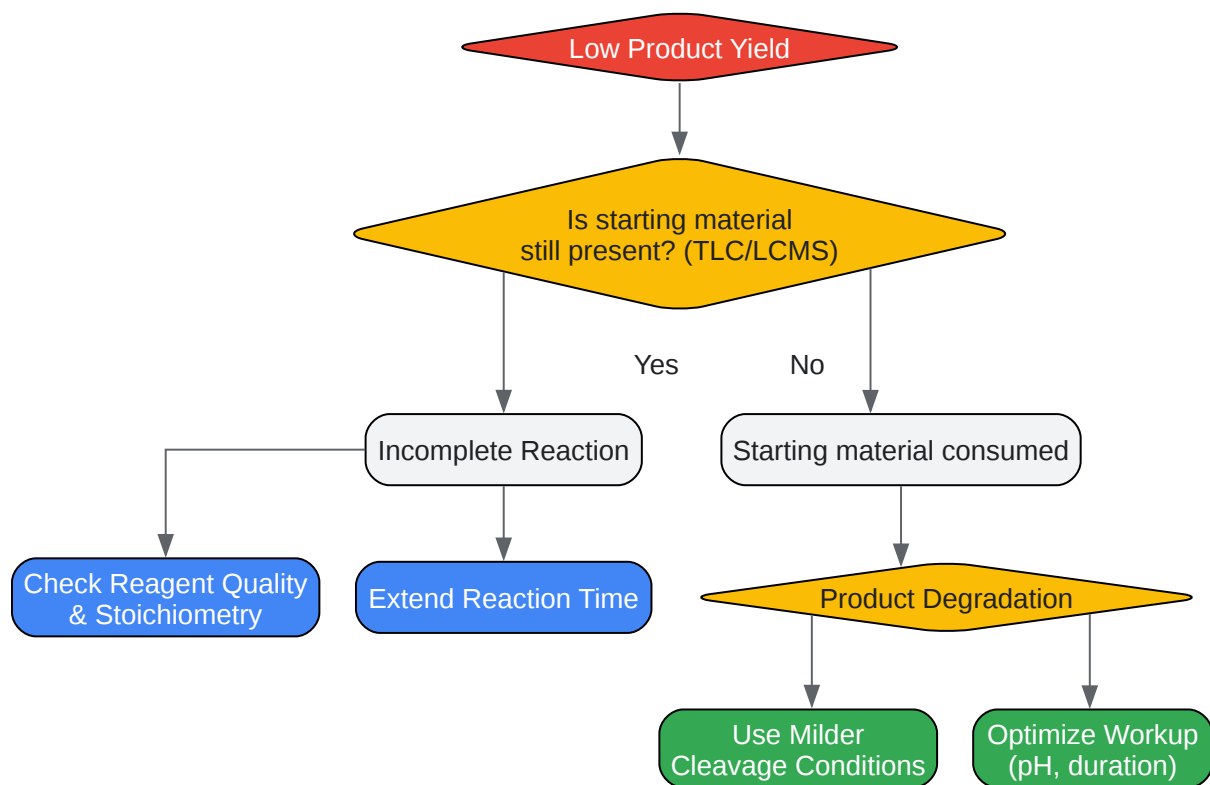 Low Product Yield
Is starting material
still present? (TLC/LCMS)
Yes
No
Incomplete Reaction
Starting material consumed
Check Reagent Quality
& Stoichiometry
Extend Reaction Time
Product Degradation
Use Milder
Cleavage Conditions
Optimize Workup
(pH, duration)